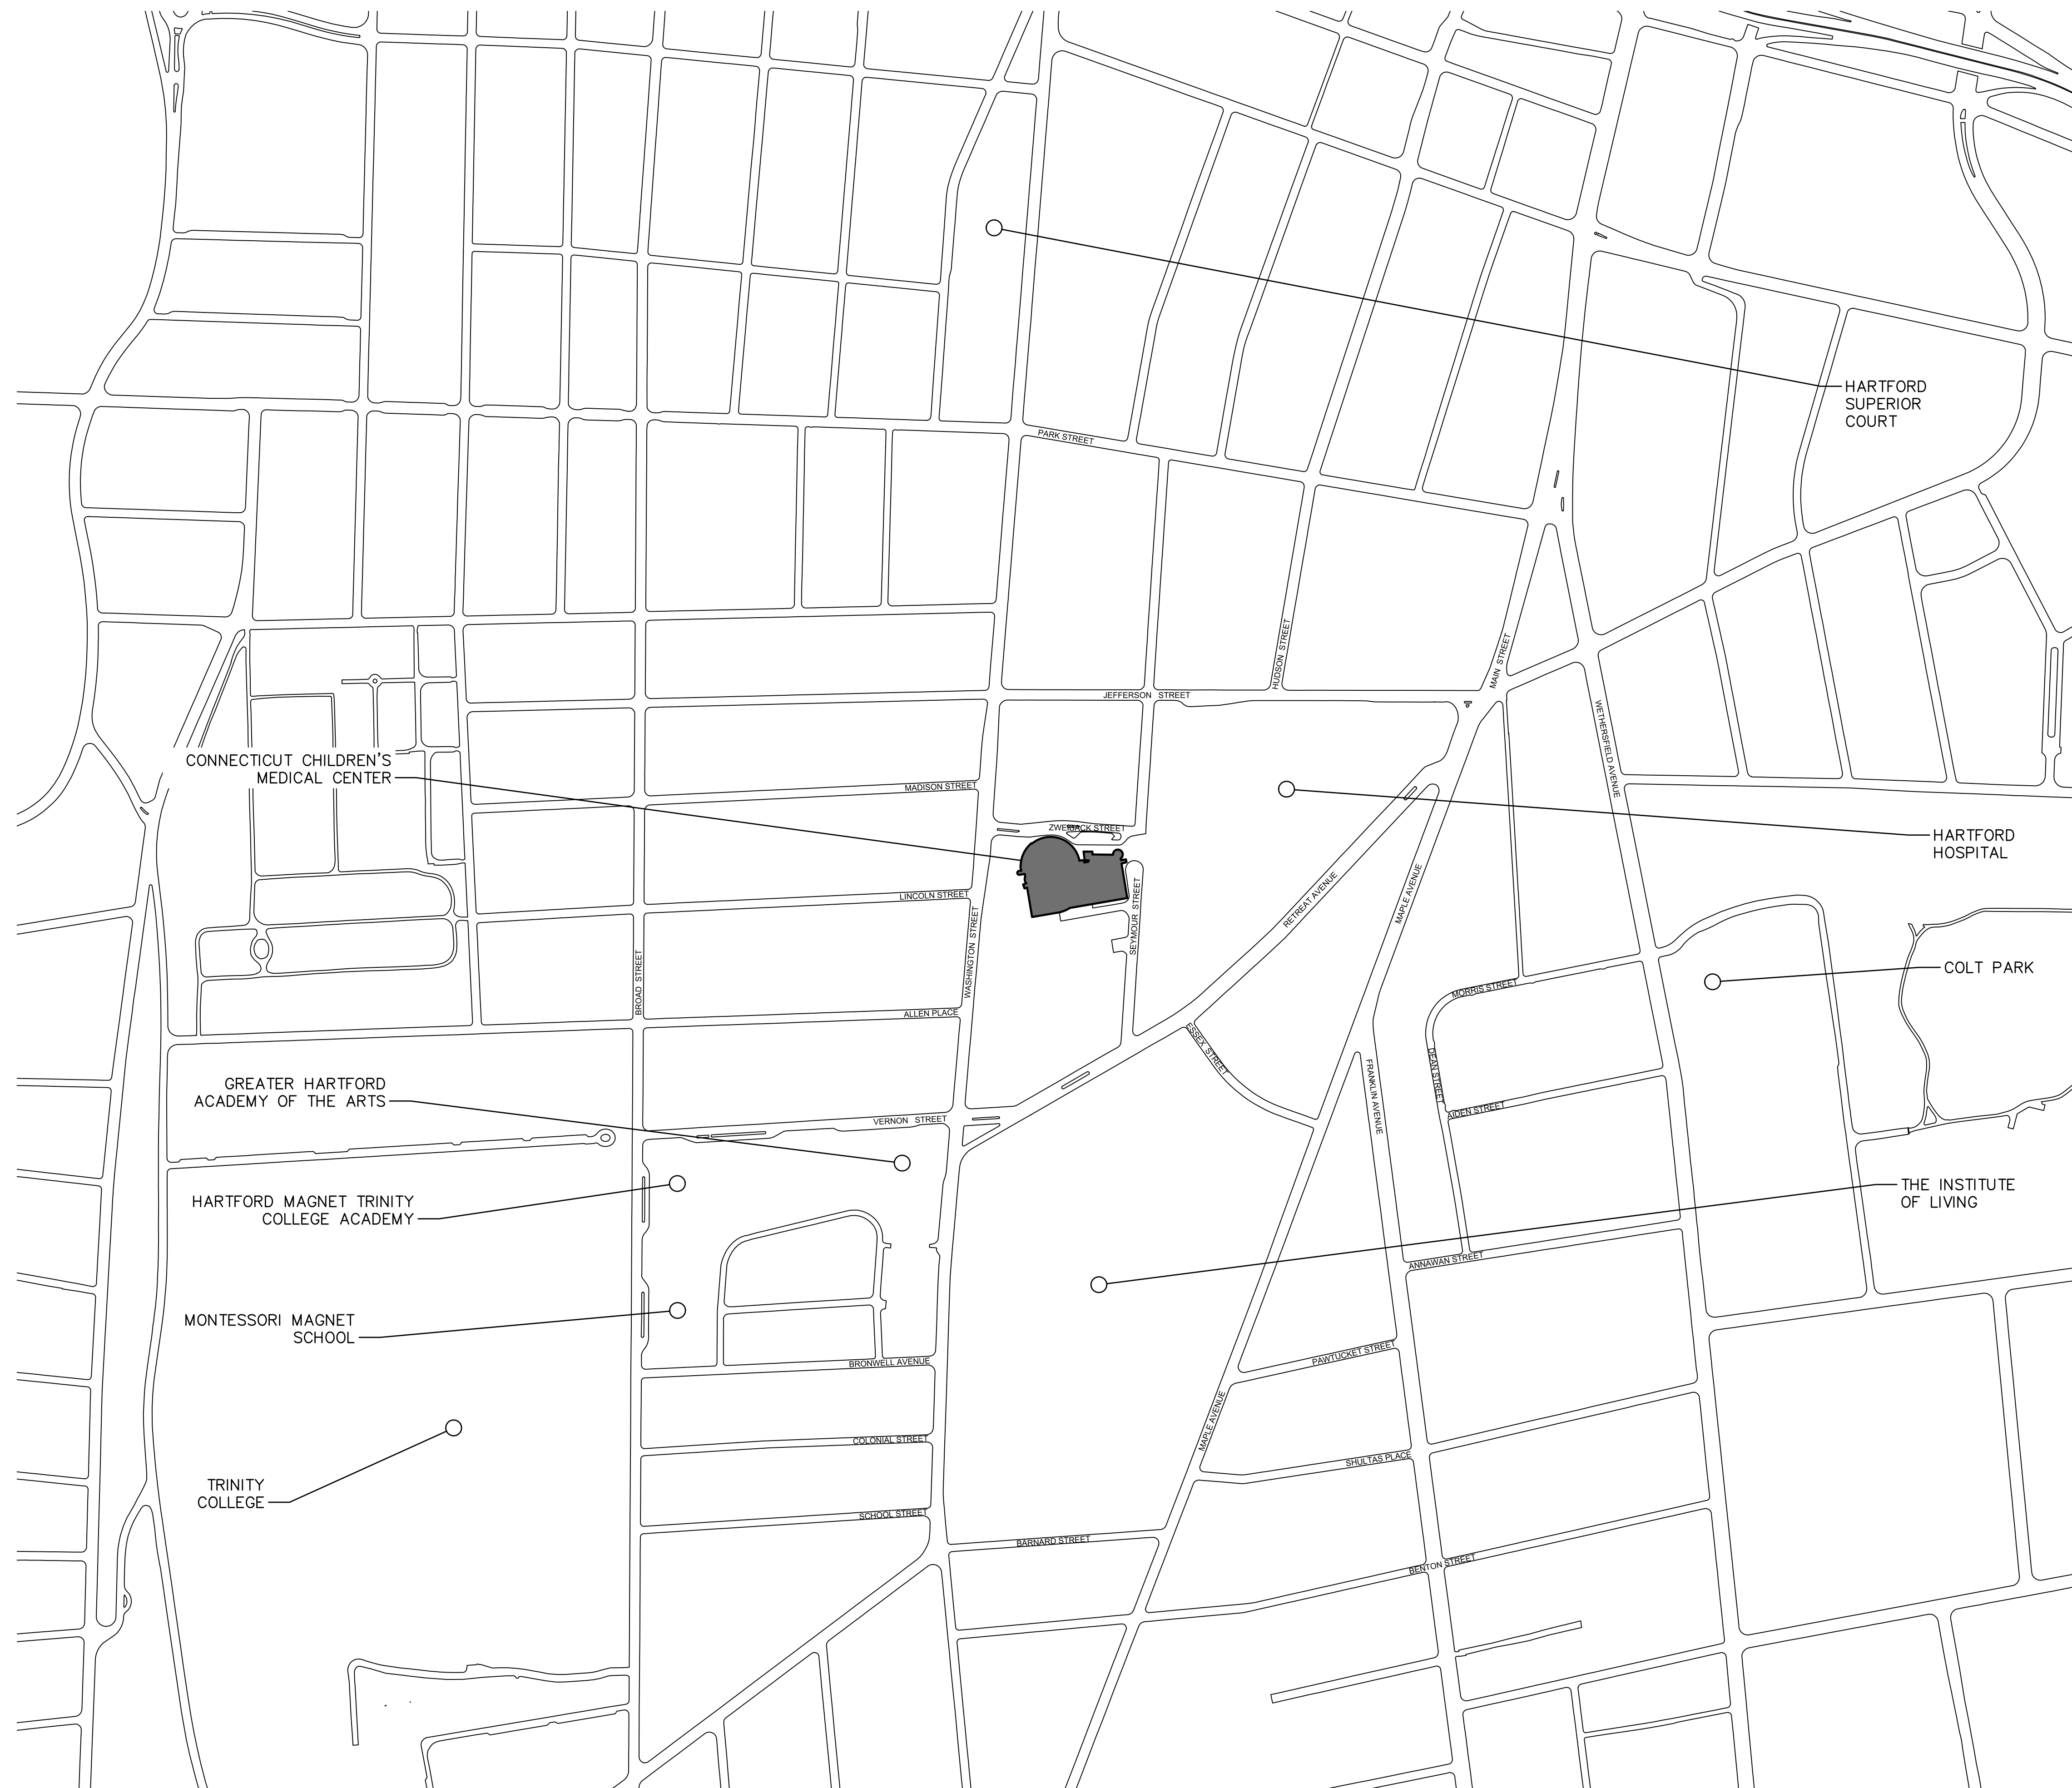 HARTFORD
SUPERIOR
COURT
PARK STREET
HUDSON STREET
MAIN STREET
JEFFERSON STREET
WETHERSFIELD AVENUE
CONNECTICUT CHILDREN'S
MEDICAL CENTER
MADISON STREET
ZWEBACK STREET
HARTFORD
HOSPITAL
LINCOLN STREET
SEYMOUR STREET
RETREAT AVENUE
MAPLE AVENUE
WASHINGTON STREET
BROAD STREET
COLT PARK
MORRIS STREET
ALLEN PLACE
ESSEX STREET
DEAN STREET
FRANKLIN AVENUE
GREATER HARTFORD
ACADEMY OF THE ARTS
AIDEN STREET
VERNON STREET
HARTFORD MAGNET TRINITY
COLLEGE ACADEMY
THE INSTITUTE
OF LIVING
ANNAWAN STREET
MONTESSORI MAGNET
SCHOOL
PAWTUCKET STREET
BRONWELL AVENUE
MAPLE AVENUE
COLONIAL STREET
SHULTAS PLACE
TRINITY
COLLEGE
SCHOOL STREET
BARNARD STREET
BENTON STREET